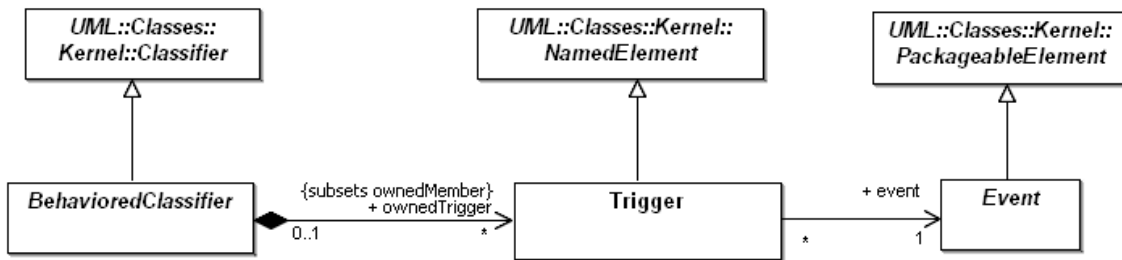 UML::Classes::
Kernel::Classifier
UML::Classes::Kernel::
NamedElement
UML::Classes::Kernel::
PackageableElement
BehavioredClassifier
{subsets ownedMember}
+ ownedTrigger
0..1
*
Trigger
+ event
*
1
Event